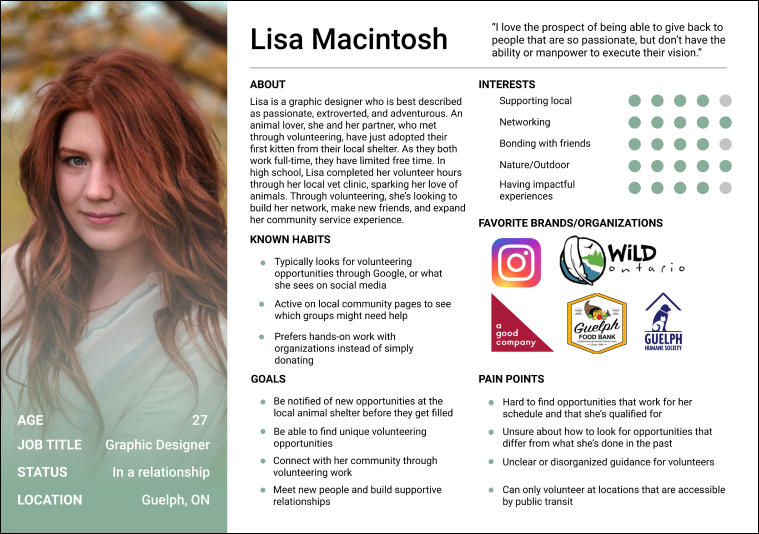 Lisa Macintosh
“I love the prospect of being able to give back to
people that are so passionate, but don’t have the
ability or manpower to execute their vision.”
ABOUT
Lisa is a graphic designer who is best described
as passionate, extroverted, and adventurous. An
animal lover, she and her partner, who met
through volunteering, have just adopted their
first kitten from their local shelter. As they both
work full-time, they have limited free time. In
high school, Lisa completed her volunteer hours
through her local vet clinic, sparking her love of
animals. Through volunteering, she’s looking to
build her network, make new friends, and expand
her community service experience.
KNOWN HABITS
Typically looks for volunteering
opportunities through Google, or what
she sees on social media
Active on local community pages to see
which groups might need help
Prefers hands-on work with
organizations instead of simply
donating
GOALS
Be notified of new opportunities at the
local animal shelter before they get filled
Be able to find unique volunteering
opportunities
Connect with her community through
volunteering work
Meet new people and build supportive
relationships
INTERESTS
Supporting local
Networking
Bonding with friends
Nature/Outdoor
Having impactful
experiences
FAVORITE BRANDS/ORGANIZATIONS
WiLD
ontario
a
good
company
Guelph
FOOD BANK
GUELPH
HUMANE SOCIETY
PAIN POINTS
Hard to find opportunities that work for her
schedule and that she’s qualified for
Unsure about how to look for opportunities that
differ from what she’s done in the past
Unclear or disorganized guidance for volunteers
Can only volunteer at locations that are accessible
by public transit
AGE 27
JOB TITLE Graphic Designer
STATUS In a relationship
LOCATION Guelph, ON